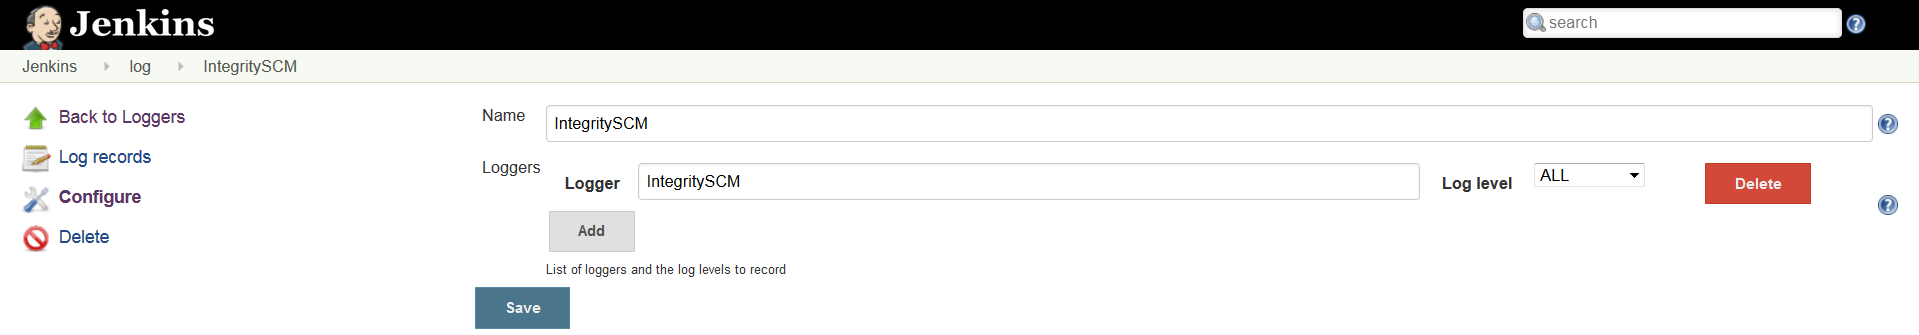 Jenkins
search
Jenkins log IntegritySCM
Back to Loggers
Log records
Configure
Delete
Name IntegritySCM
Loggers
Logger IntegritySCM Log level ALL Delete
Add
List of loggers and the log levels to record
Save